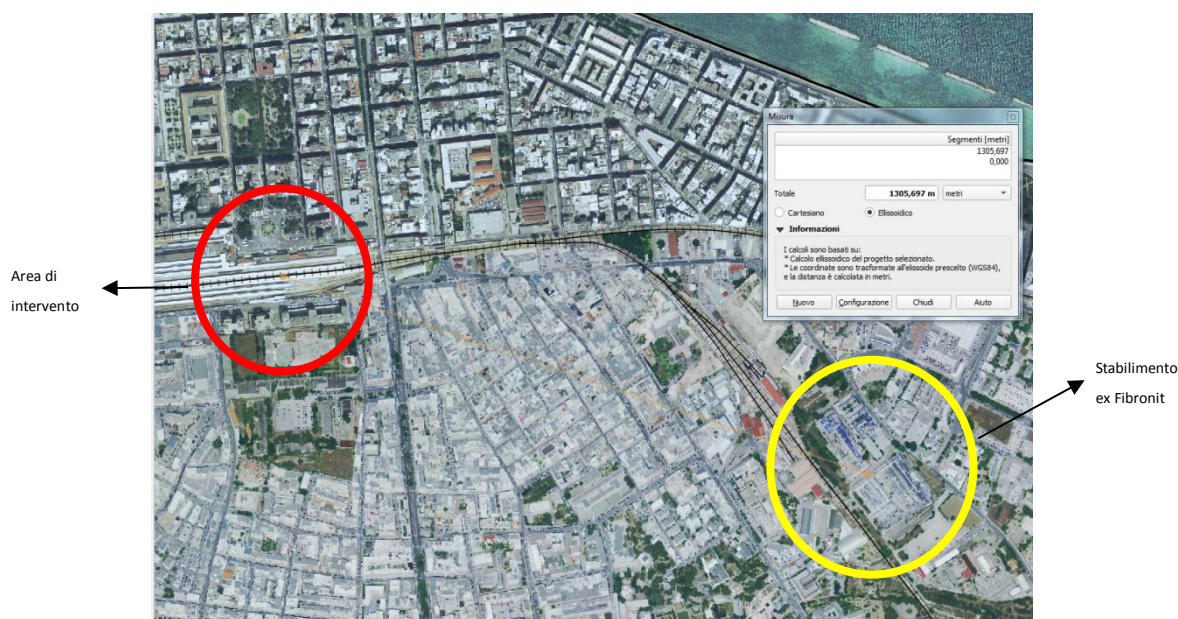 Misura
Segmenti [metri]
1305,697
0,000
Totale
1305,697 m
metri
Cartesiano
Ellissoidico
Informazioni
I calcoli sono basati su:
* Calcolo ellissoidico del progetto selezionato.
* Le coordinate sono trasformate all'elissoide prescelto (WGS84),
e la distanza è calcolata in metri.
Nuovo
Configurazione
Chiudi
Aiuto
Area di
intervento
Stabilimento
ex Fibronit